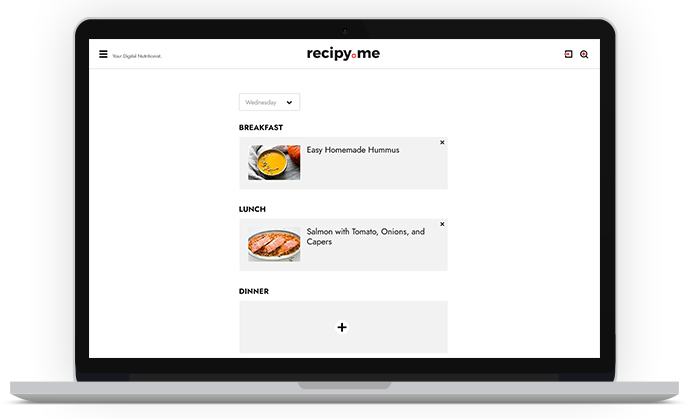 Your Digital Nutritionist.
recipy.me
Wednesday
BREAKFAST
Easy Homemade Hummus
LUNCH
Salmon with Tomato, Onions, and
Capers
DINNER